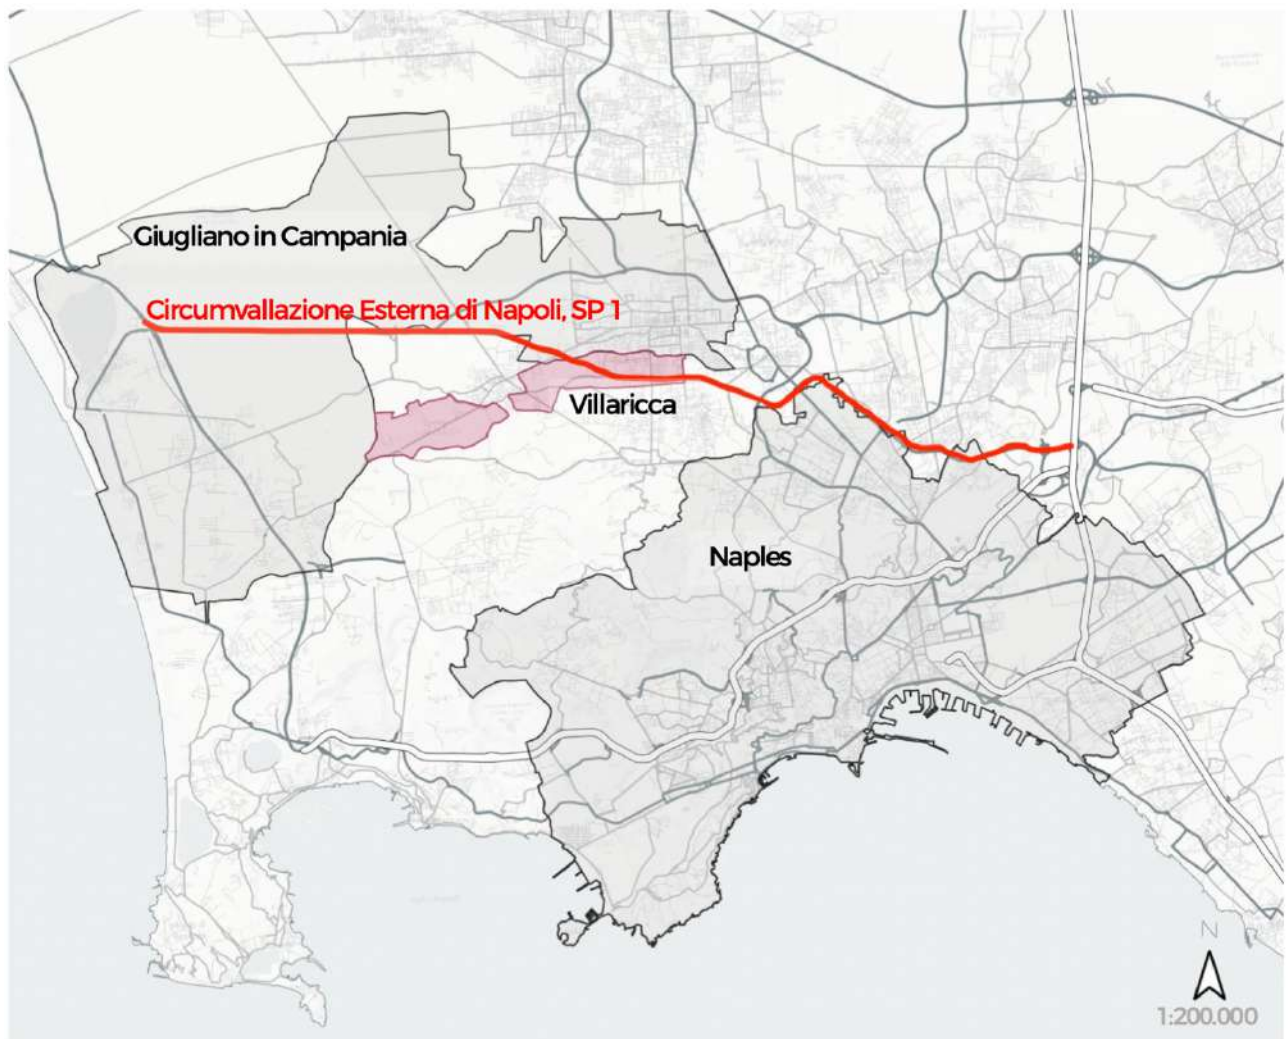 Giugliano in Campania
Circumvallazione Esterna di Napoli, SP 1
Villaricca
Naples
N
1:200.000